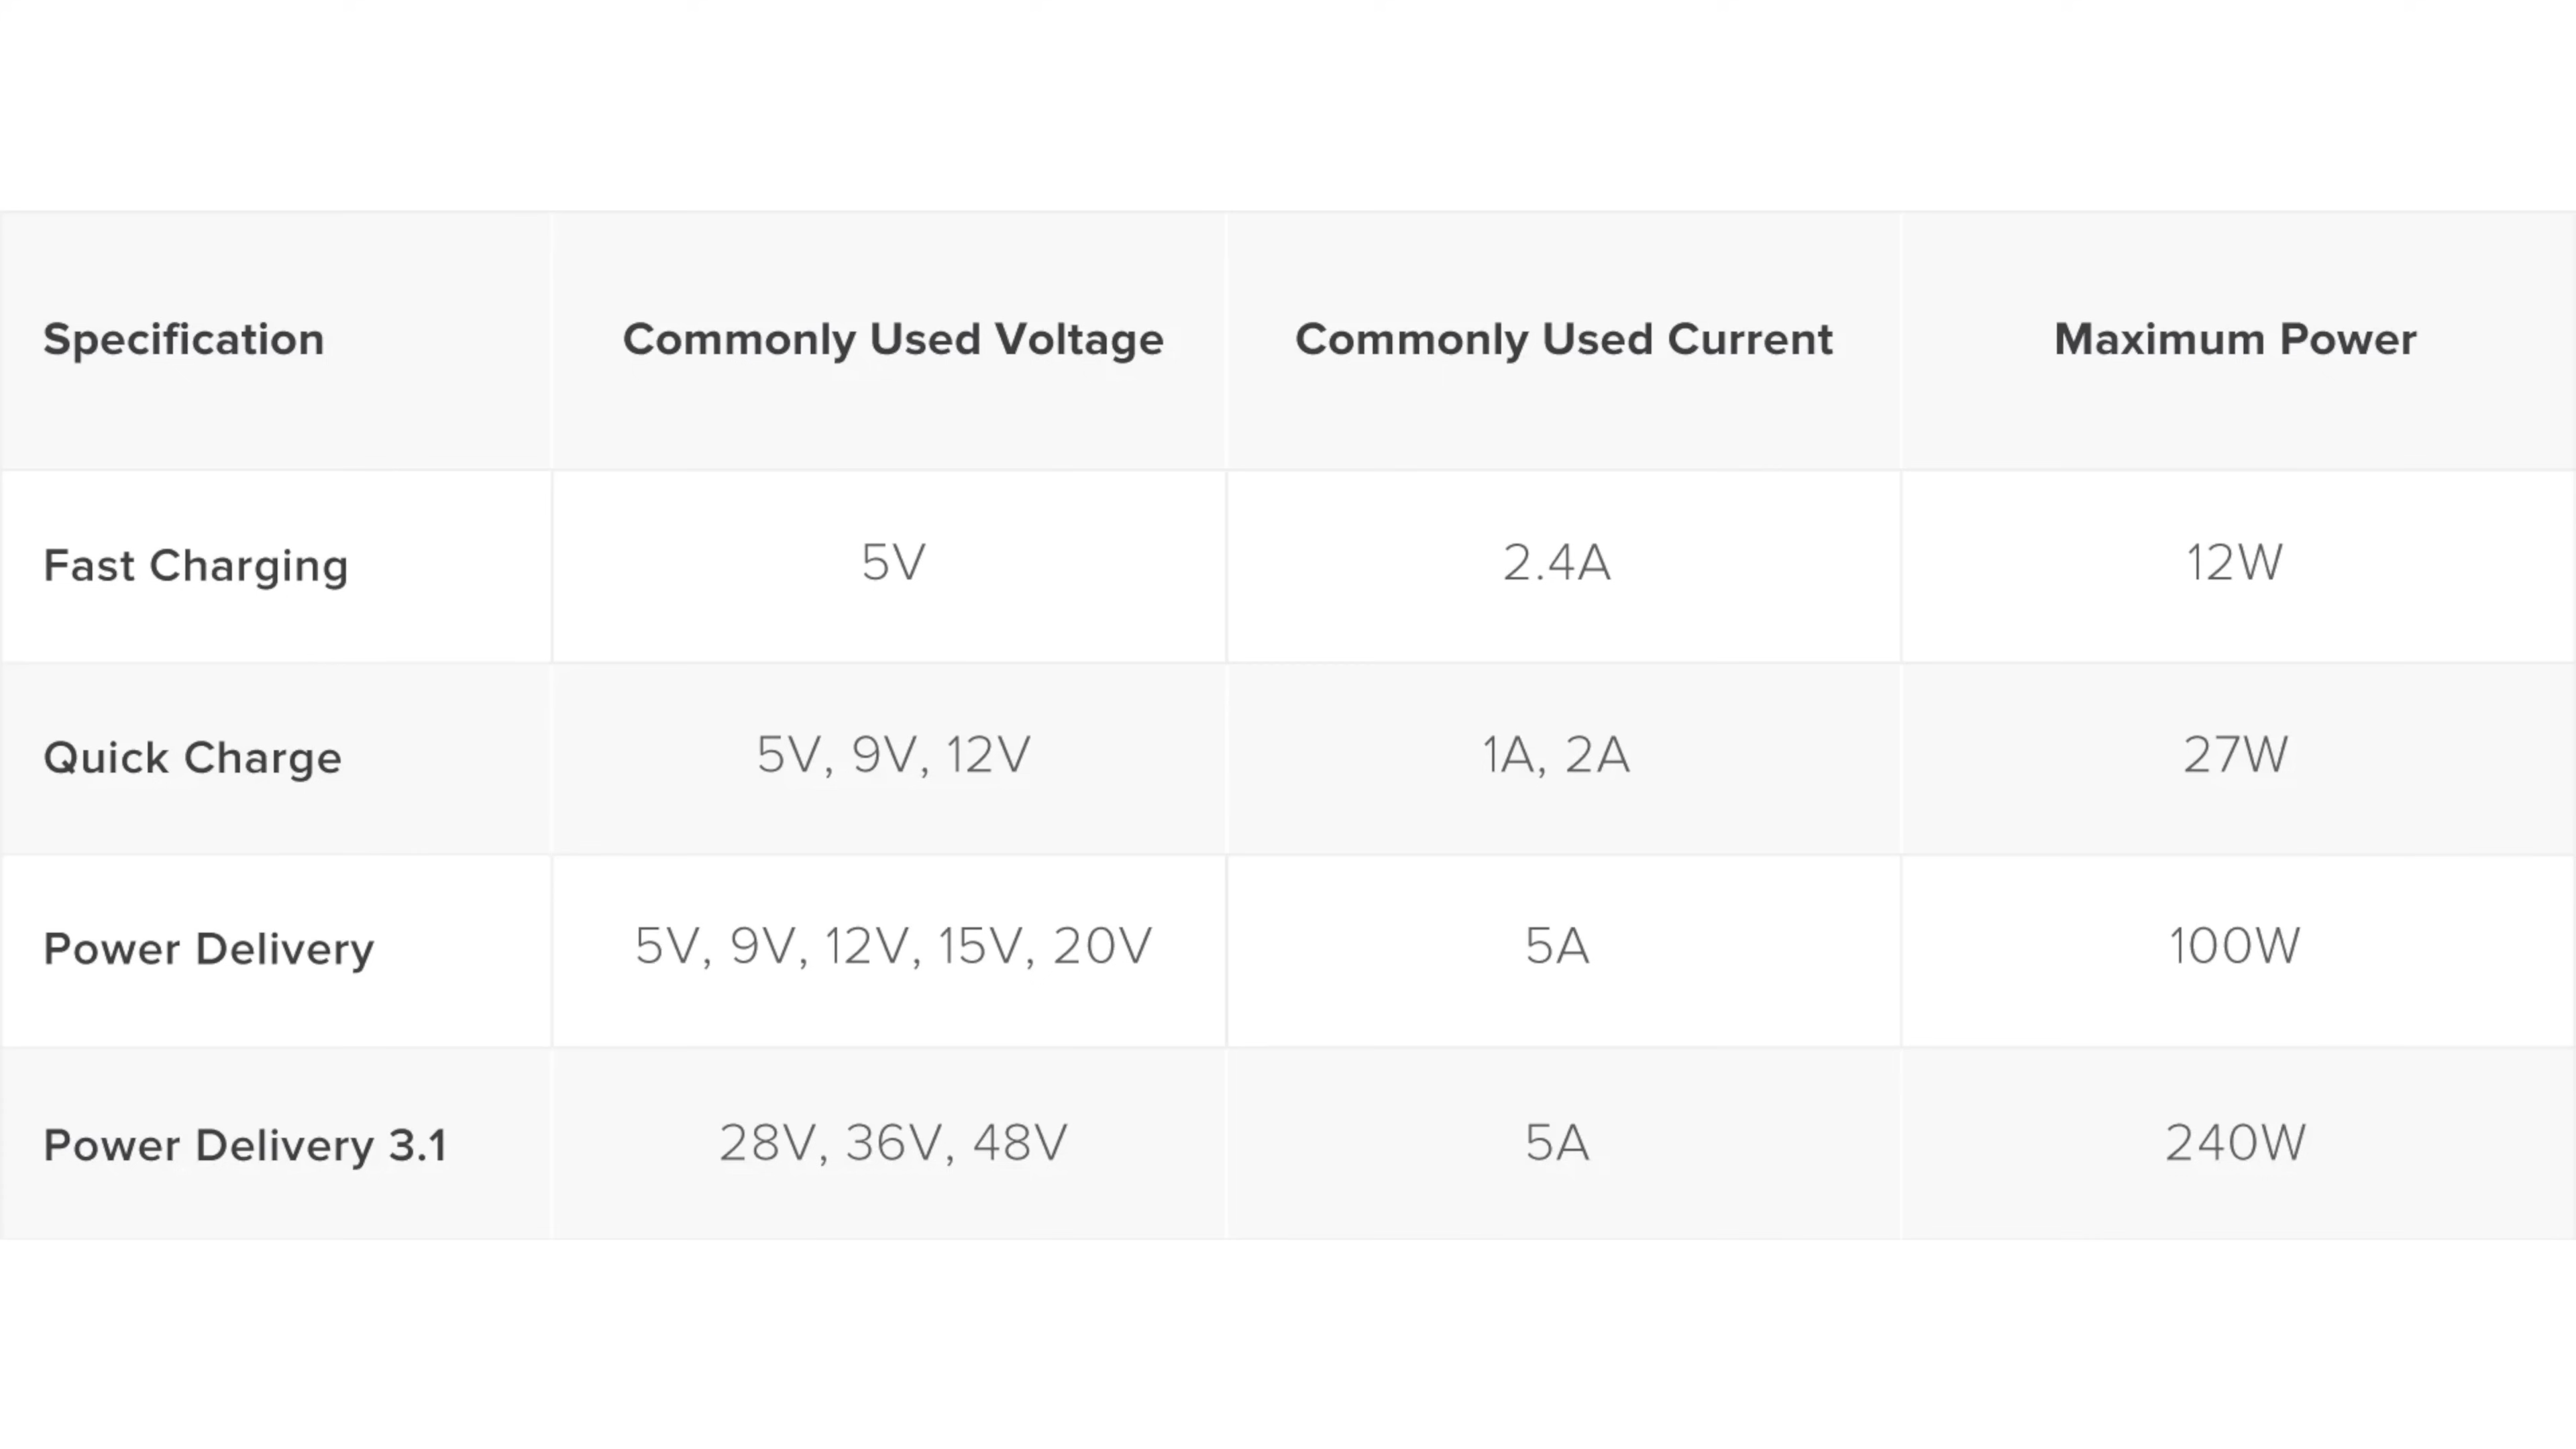 Specification Commonly Used Voltage Commonly Used Current Maximum Power
Fast Charging 5V 2.4A 12W
Quick Charge 5V, 9V, 12V 1A, 2A 27W
Power Delivery 5V, 9V, 12V, 15V, 20V 5A 100W
Power Delivery 3.1 28V, 36V, 48V 5A 240W